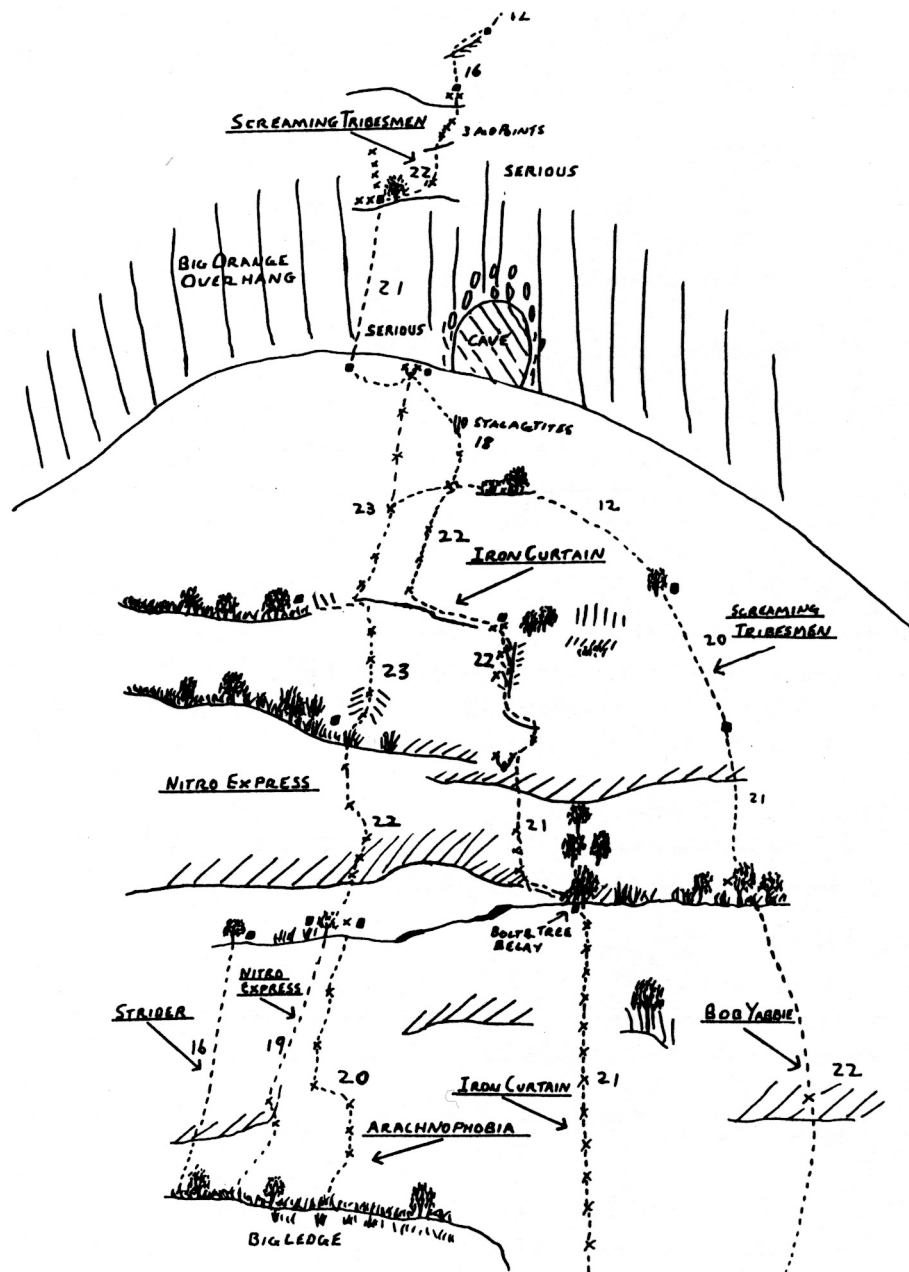 12
16
SCREAMING TRIBESMEN
3 AID POINTS
22
SERIOUS
BIG ORANGE
OVERHANG
21
SERIOUS
CAVE
STALAGTITES
18
12
23
22
IRON CURTAIN
SCREAMING
TRIBESMEN
20
22
23
NITRO EXPRESS
21
22
21
BOLT & TREE
BELAY
NITRO
EXPRESS
STRIDER
BOB YABBIE
16
19
20
IRON CURTAIN
21
22
ARACHNOPHOBIA
BIG LEDGE